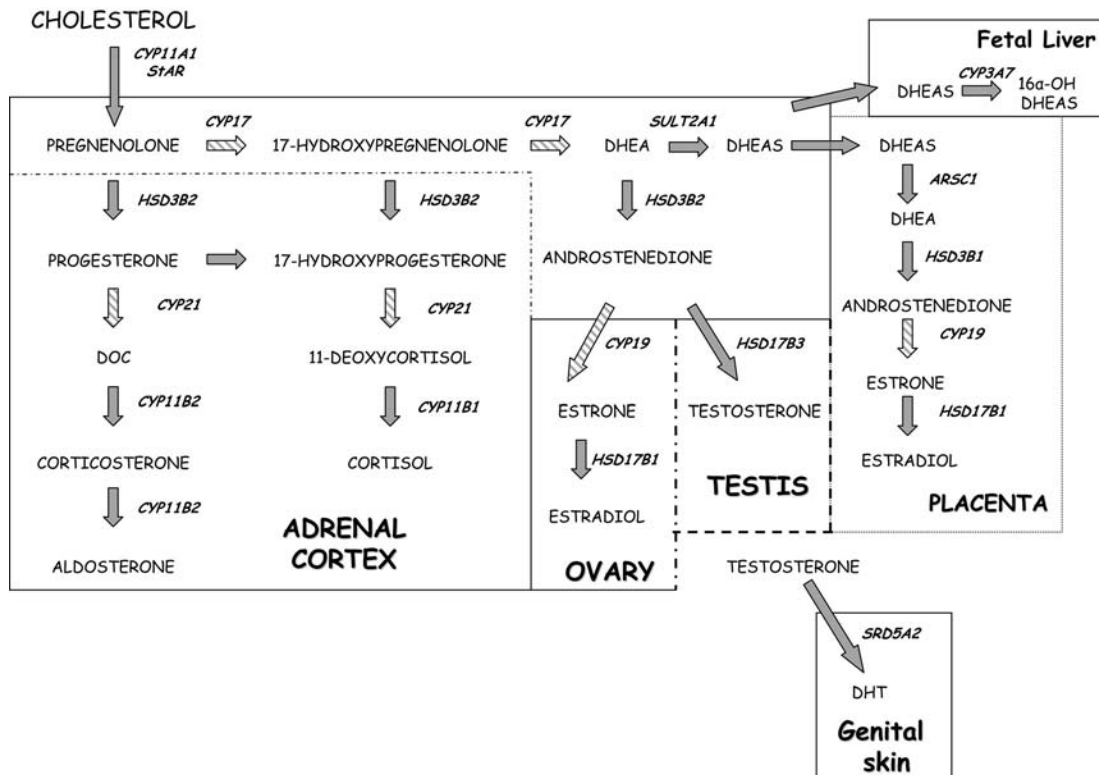 CHOLESTEROL
CYP11A1
StAR
Fetal Liver
DHEAS
CYP3A7
16α-OH
DHEAS
PREGNENOLONE
CYP17
17-HYDROXYPREGNENOLONE
CYP17
DHEA
SULT2A1
DHEAS
DHEAS
HSD3B2
HSD3B2
HSD3B2
ARSC1
DHEA
PROGESTERONE
17-HYDROXYPROGESTERONE
ANDROSTENEDIONE
HSD3B1
ANDROSTENEDIONE
CYP21
CYP21
CYP19
HSD17B3
CYP19
DOC
11-DEOXYCORTISOL
ESTRONE
CYP11B2
CYP11B1
ESTRONE
TESTOSTERONE
HSD17B1
CORTICOSTERONE
CORTISOL
HSD17B1
ESTRADIOL
CYP11B2
TESTIS
PLACENTA
ESTRADIOL
ADRENAL
CORTEX
ALDOSTERONE
OVARY
TESTOSTERONE
SRD5A2
DHT
Genital
skin